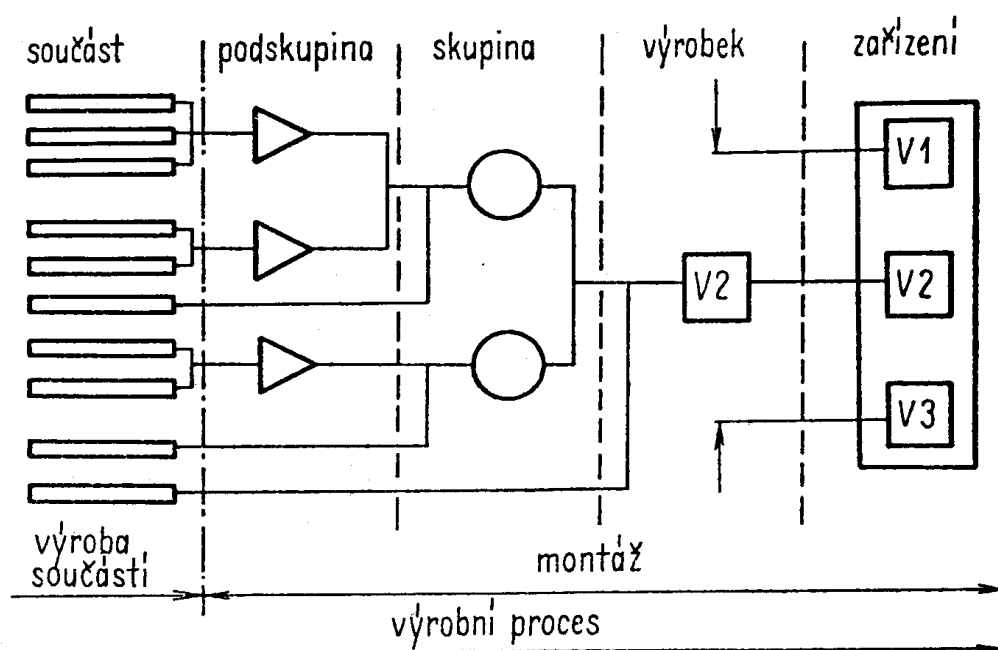 součást podskupina skupina výrobek zařízení
V1
V2 V2
V3
výroba
součástí
montáž
výrobní proces